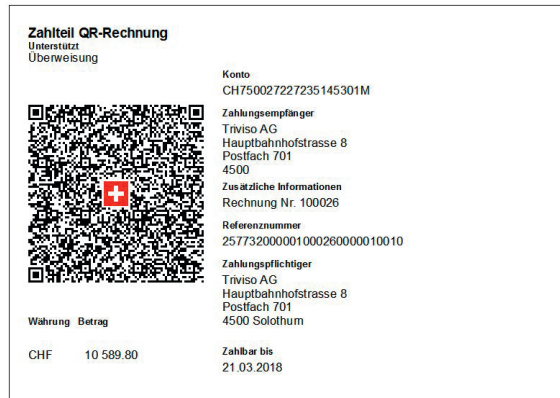 Zahlteil QR-Rechnung
Unterstützt
Überweisung
Konto
CH750027227235145301M
Zahlungsempfänger
Triviso AG
Hauptbahnhofstrasse 8
Postfach 701
4500
Zusätzliche Informationen
Rechnung Nr. 100026
Referenznummer
257732000001000260000010010
Zahlungspflichtiger
Triviso AG
Hauptbahnhofstrasse 8
Postfach 701
4500 Solothurn
Währung Betrag
CHF 10 589.80
Zahlbar bis
21.03.2018